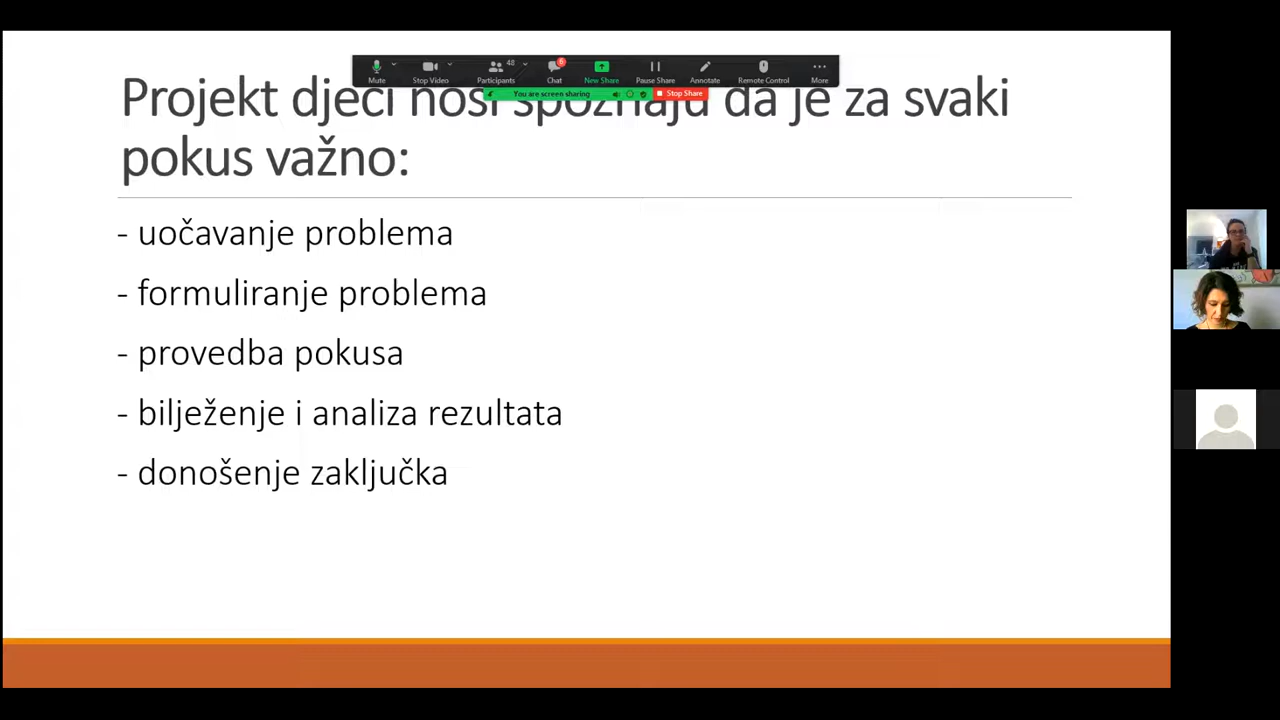 Mute
Stop Video
48
Participants
6
Chat
New Share
Pause Share
Annotate
Remote Control
More
You are screen sharing
Stop Share
Projekt djeci nosi spoznaju da je za svaki
pokus važno:
- uočavanje problema
- formuliranje problema
- provedba pokusa
- bilježenje i analiza rezultata
- donošenje zaključka